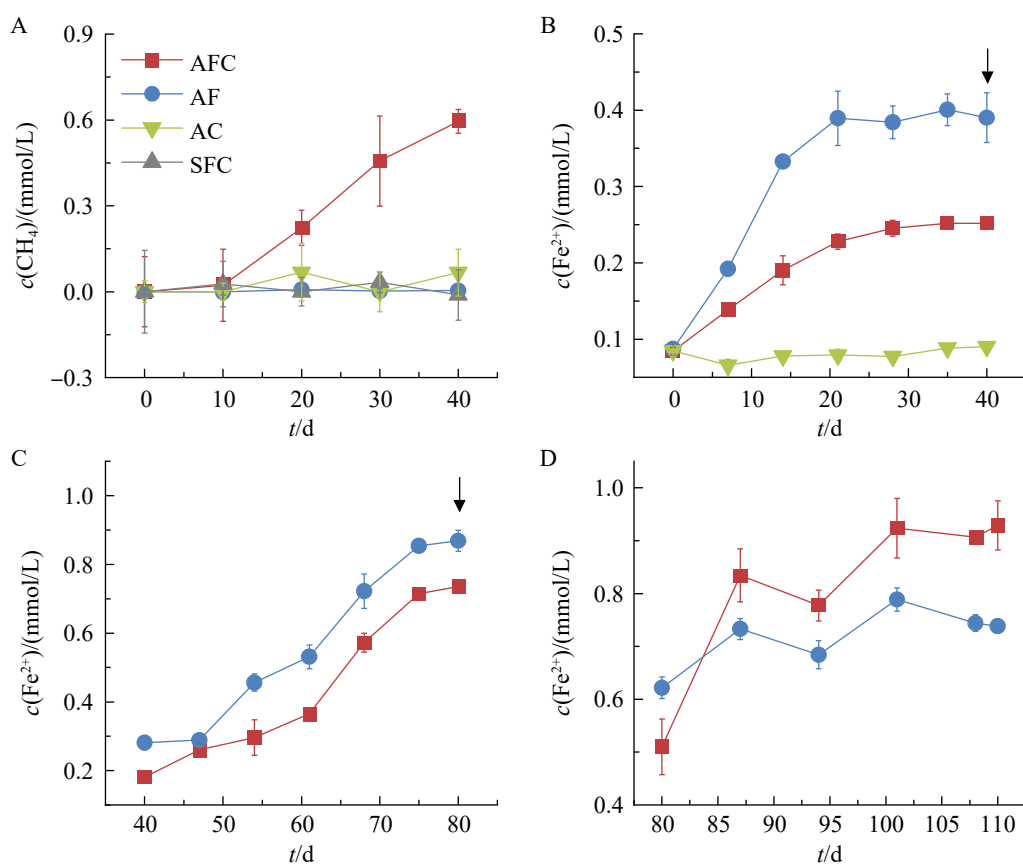 A
0.9
0.6
0.3
0.0
−0.3
c(CH₄)/(mmol/L)
AFC
AF
AC
SFC
0 10 20 30 40
t/d
B
0.5
0.4
0.3
0.2
0.1
c(Fe²⁺)/(mmol/L)
0 10 20 30 40
t/d
C
1.0
0.8
0.6
0.4
0.2
c(Fe²⁺)/(mmol/L)
40 50 60 70 80
t/d
D
1.0
0.8
0.6
0.4
c(Fe²⁺)/(mmol/L)
80 85 90 95 100 105 110
t/d